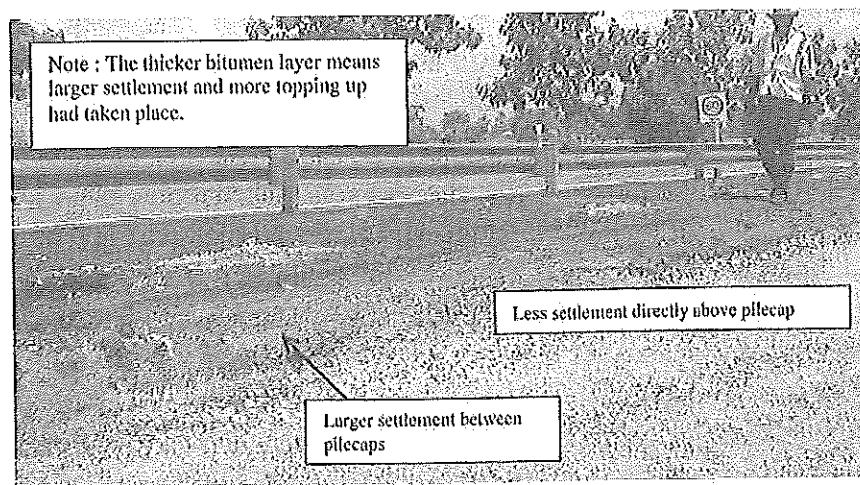 Note : The thicker bitumen layer means
larger settlement and more topping up
had taken place.
Less settlement directly above pilecap
Larger settlement between
pilecaps